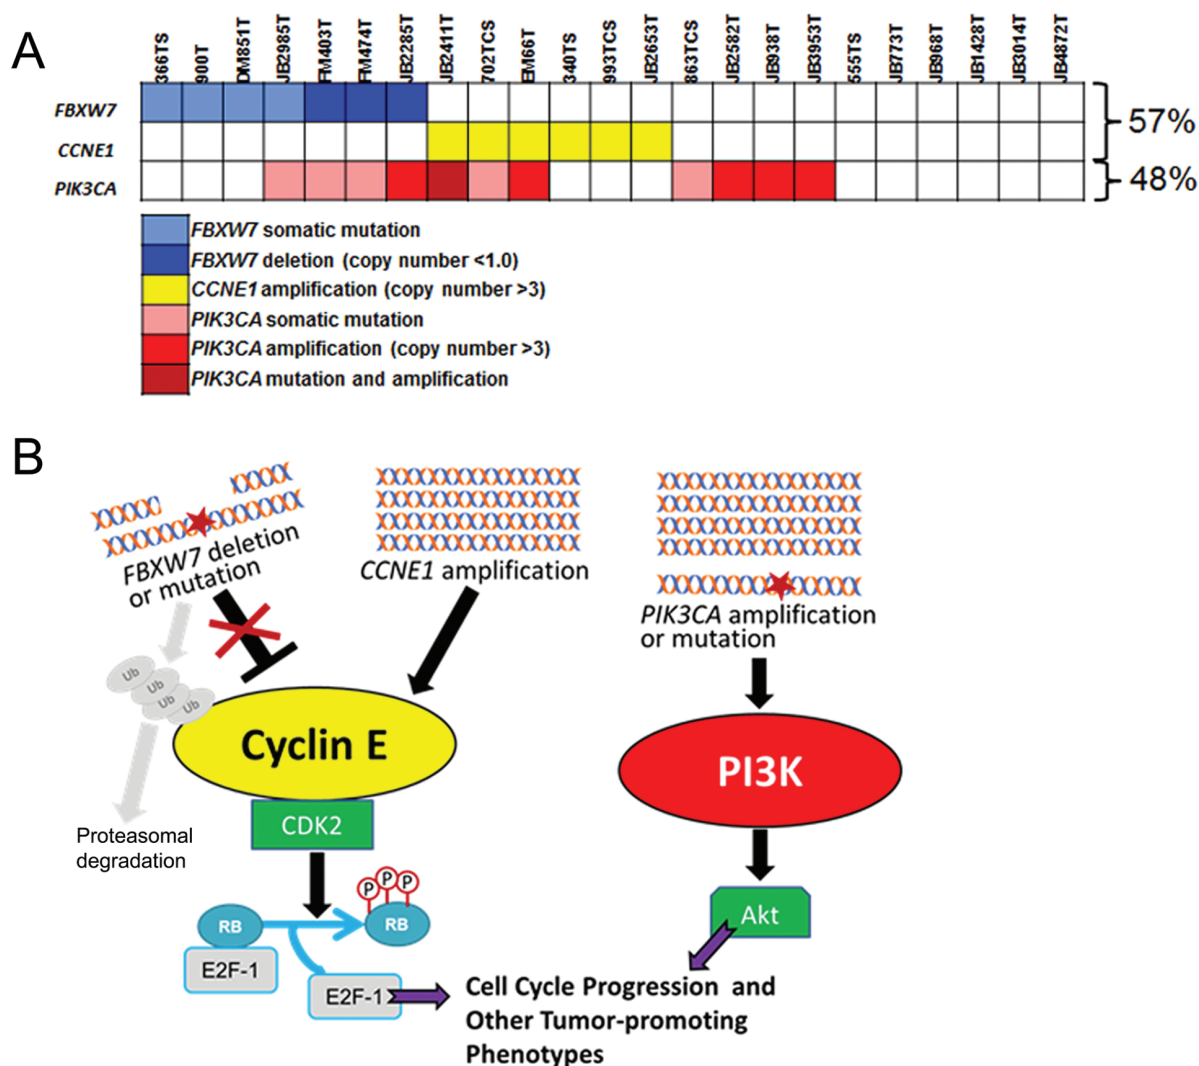 A
366TS 900T DM851T JB2985T FM403T FM474T JB2285T JB2411T 702TCS EM66T 340TS 993TCS JB2653T 863TCS JB2582T JB938T JB3953T 555TS JB773T JB968T JB1428T JB3014T JB4872T
FBXW7
CCNE1
57%
PIK3CA
48%
FBXW7 somatic mutation
FBXW7 deletion (copy number <1.0)
CCNE1 amplification (copy number >3)
PIK3CA somatic mutation
PIK3CA amplification (copy number >3)
PIK3CA mutation and amplification
B
FBXW7 deletion
or mutation
CCNE1 amplification
PIK3CA amplification
or mutation
Ub
Ub
Ub
Ub
Cyclin E
PI3K
CDK2
Proteasomal
degradation
P P P
RB
RB
Akt
E2F-1
E2F-1
Cell Cycle Progression and
Other Tumor-promoting
Phenotypes